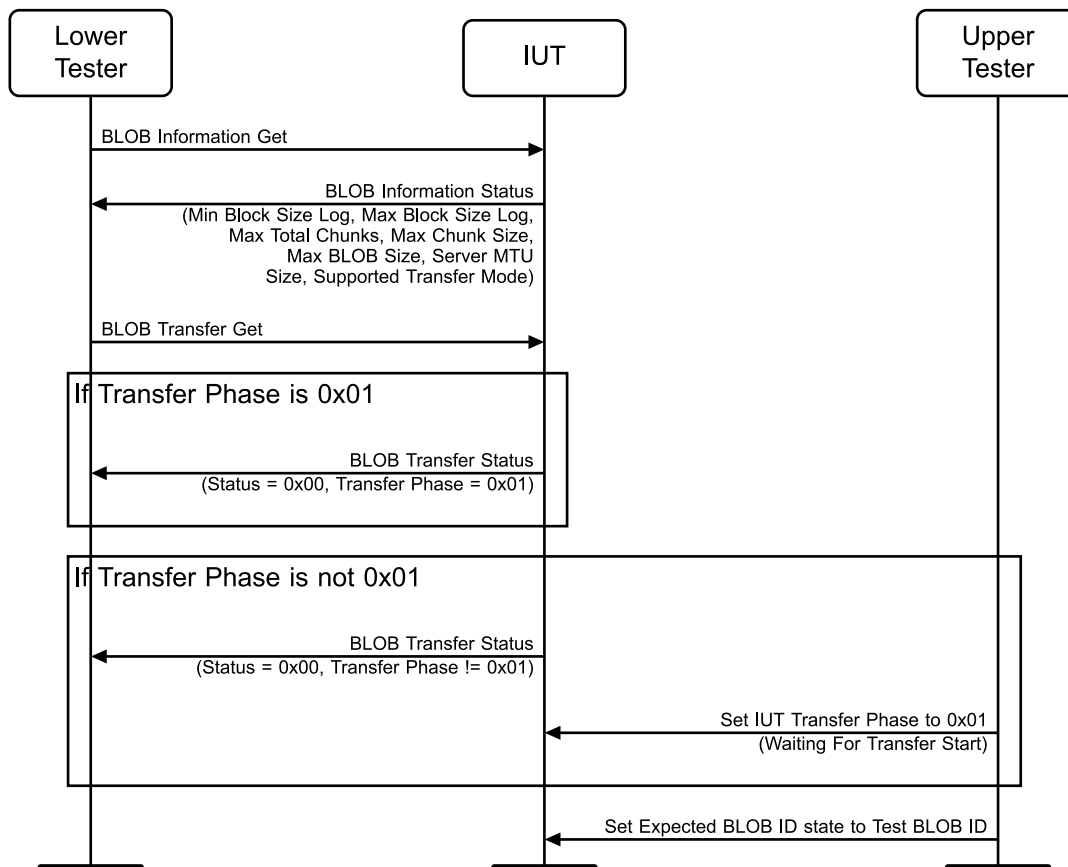 Lower
Tester
IUT
Upper
Tester
BLOB Information Get
BLOB Information Status
(Min Block Size Log, Max Block Size Log,
Max Total Chunks, Max Chunk Size,
Max BLOB Size, Server MTU
Size, Supported Transfer Mode)
BLOB Transfer Get
If Transfer Phase is 0x01
BLOB Transfer Status
(Status = 0x00, Transfer Phase = 0x01)
If Transfer Phase is not 0x01
BLOB Transfer Status
(Status = 0x00, Transfer Phase != 0x01)
Set IUT Transfer Phase to 0x01
(Waiting For Transfer Start)
Set Expected BLOB ID state to Test BLOB ID